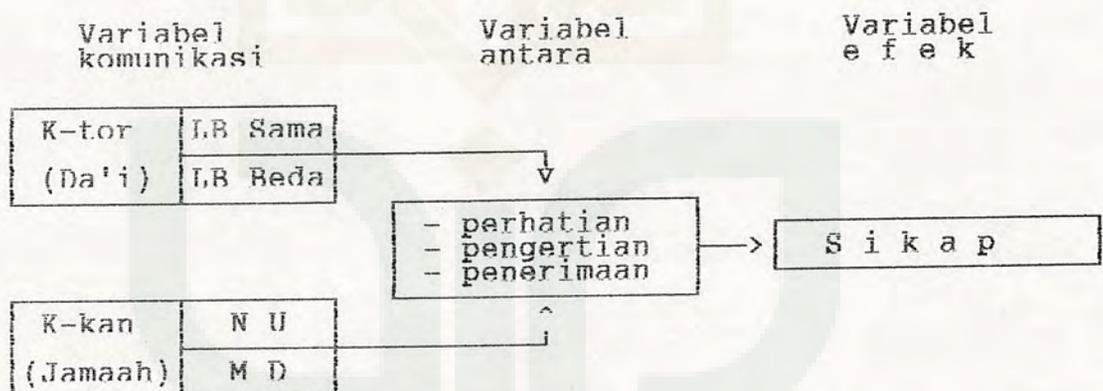 Variabel komunikasi
Variabel antara
Variabel e f e k
K-tor (Da'i)
LB Sama
LB Beda
- perhatian
- pengertian
- penerimaan
S i k a p
K-kan (Jamaah)
N U
M D